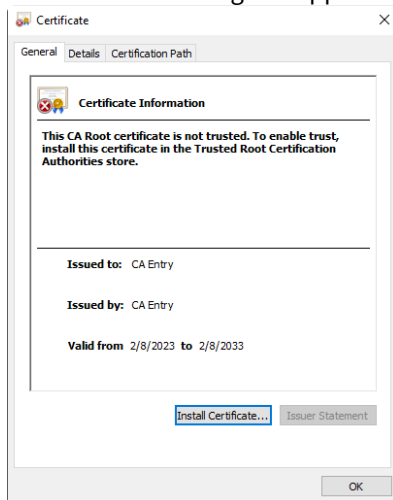 Certificate
General Details Certification Path
Certificate Information
This CA Root certificate is not trusted. To enable trust,
install this certificate in the Trusted Root Certification
Authorities store.
Issued to: CA Entry
Issued by: CA Entry
Valid from 2/8/2023 to 2/8/2033
Install Certificate... Issuer Statement
OK